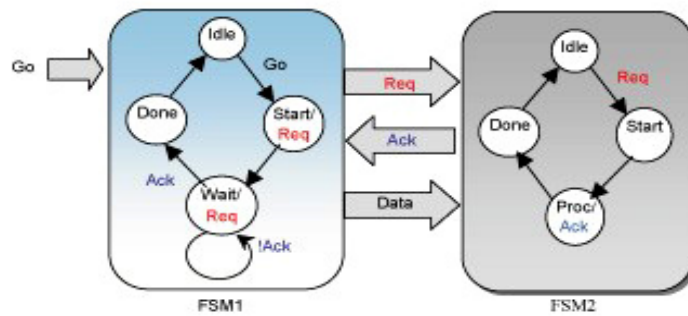 Go
Idle
Go
Start/
Req
Wait/
Req
!Ack
Ack
Done
FSM1
Req
Ack
Data
Idle
Req
Start
Proc/
Ack
Done
FSM2